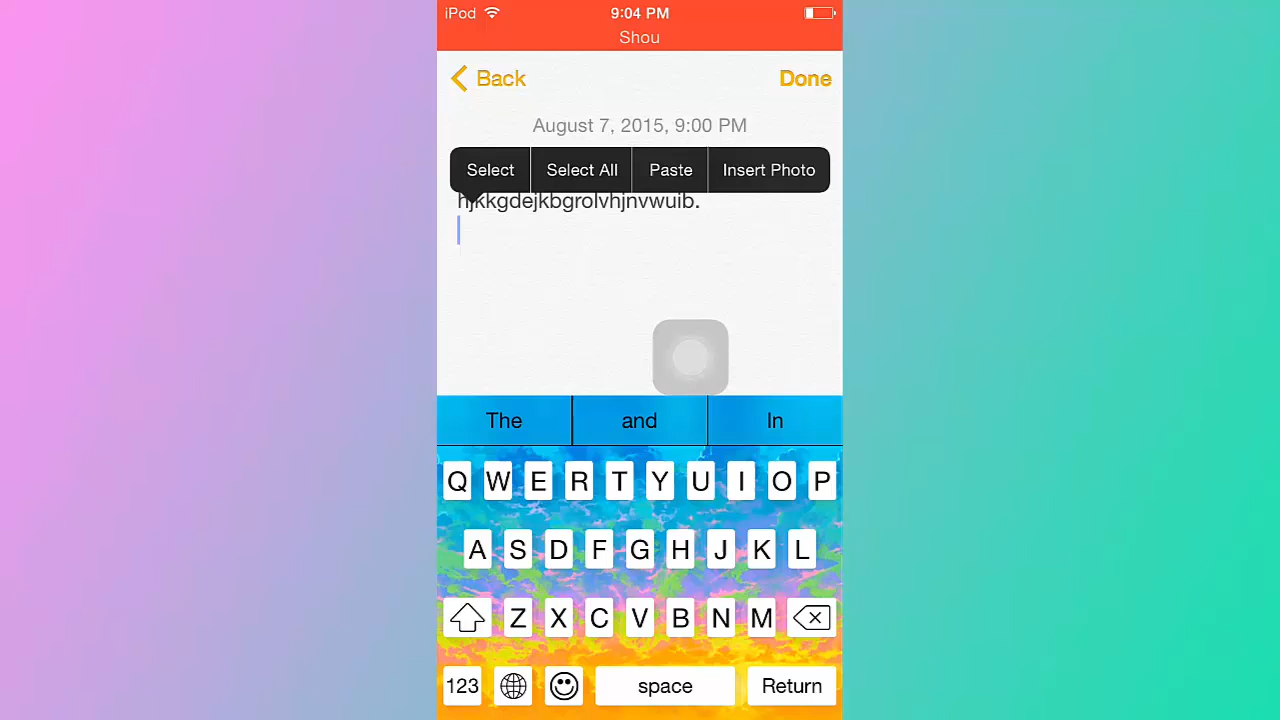 iPod 9:04 PM
Shou
Back Done
August 7, 2015, 9:00 PM
Select Select All Paste Insert Photo
hjkkgdejkbgrolvhjnvwuib.
The and In
Q W E R T Y U I O P
A S D F G H J K L
Z X C V B N M
123 space Return